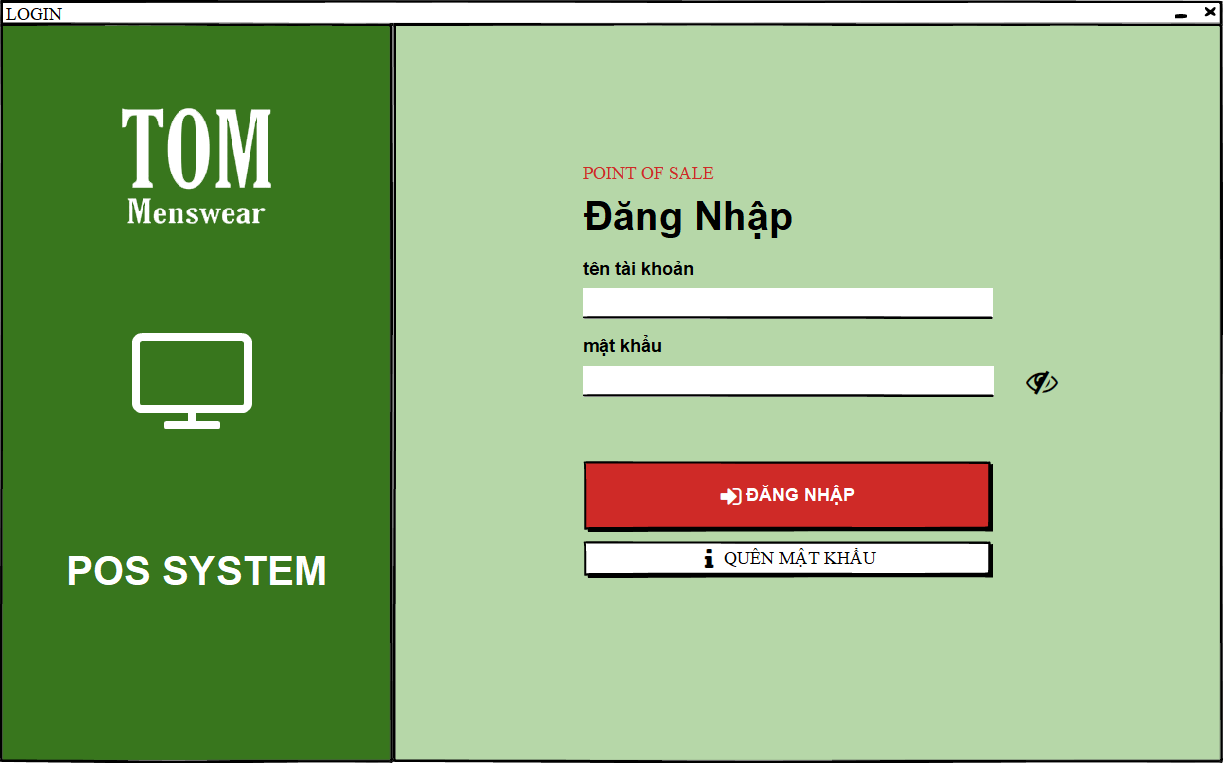 LOGIN
TOM
Menswear
POS SYSTEM
POINT OF SALE
Đăng Nhập
tên tài khoản
mật khẩu
ĐĂNG NHẬP
QUÊN MẬT KHẨU